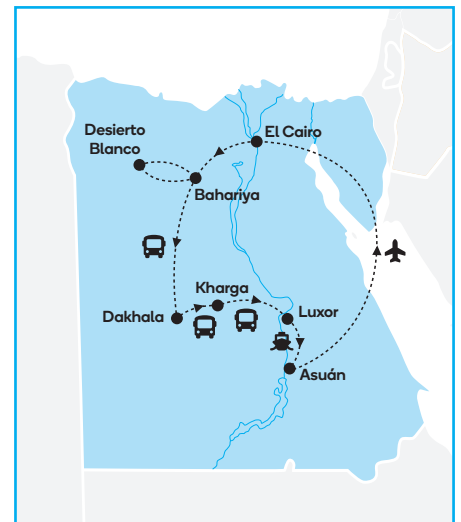 Desierto
Blanco
El Cairo
Bahariya
Kharga
Dakhala
Luxor
Asuán